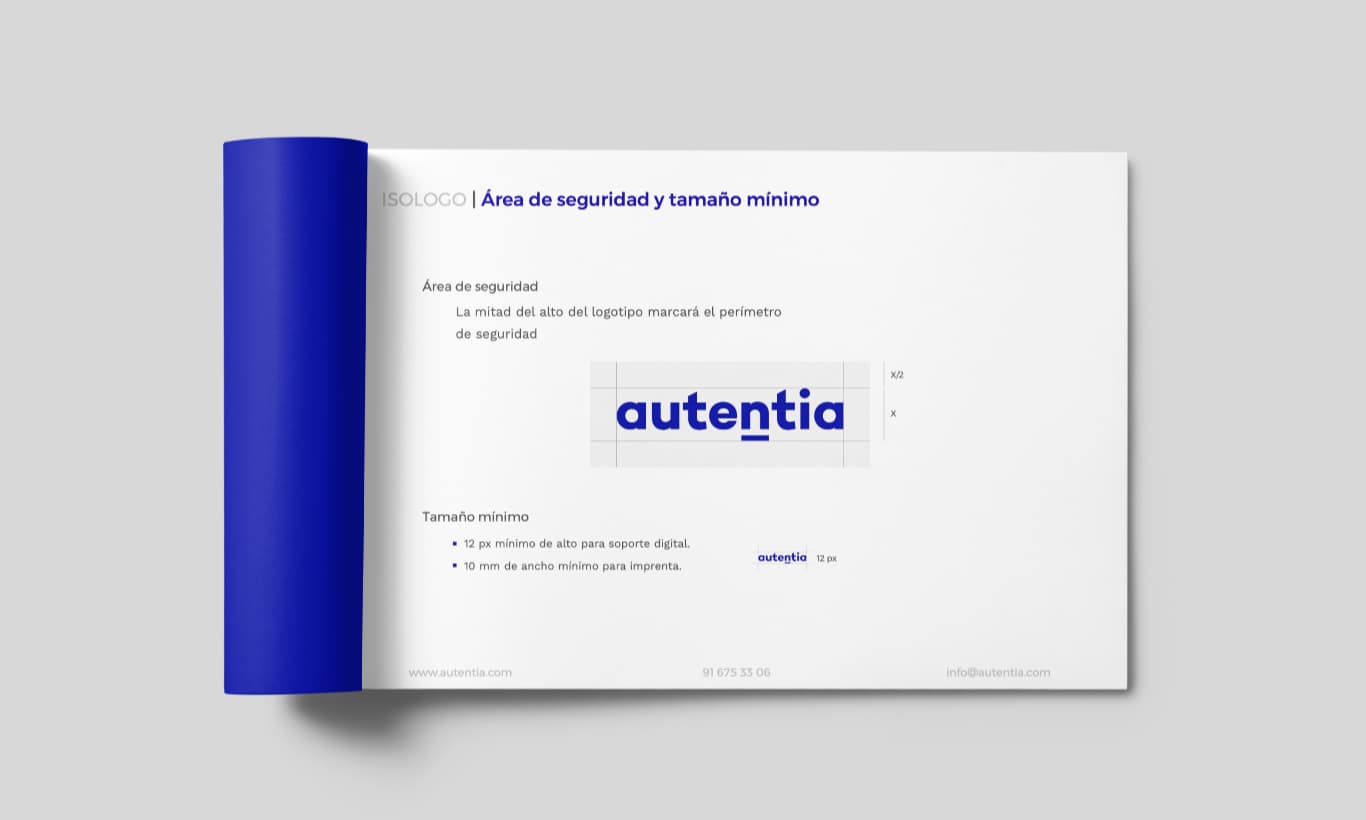 ISOLOGO | Área de seguridad y tamaño mínimo
Área de seguridad
La mitad del alto del logotipo marcará el perímetro
de seguridad
X/2
autentia
X
Tamaño mínimo
▪ 12 px mínimo de alto para soporte digital.
▪ 10 mm de ancho mínimo para imprenta.
autentia 12 px
www.autentia.com 91 675 33 06 info@autentia.com